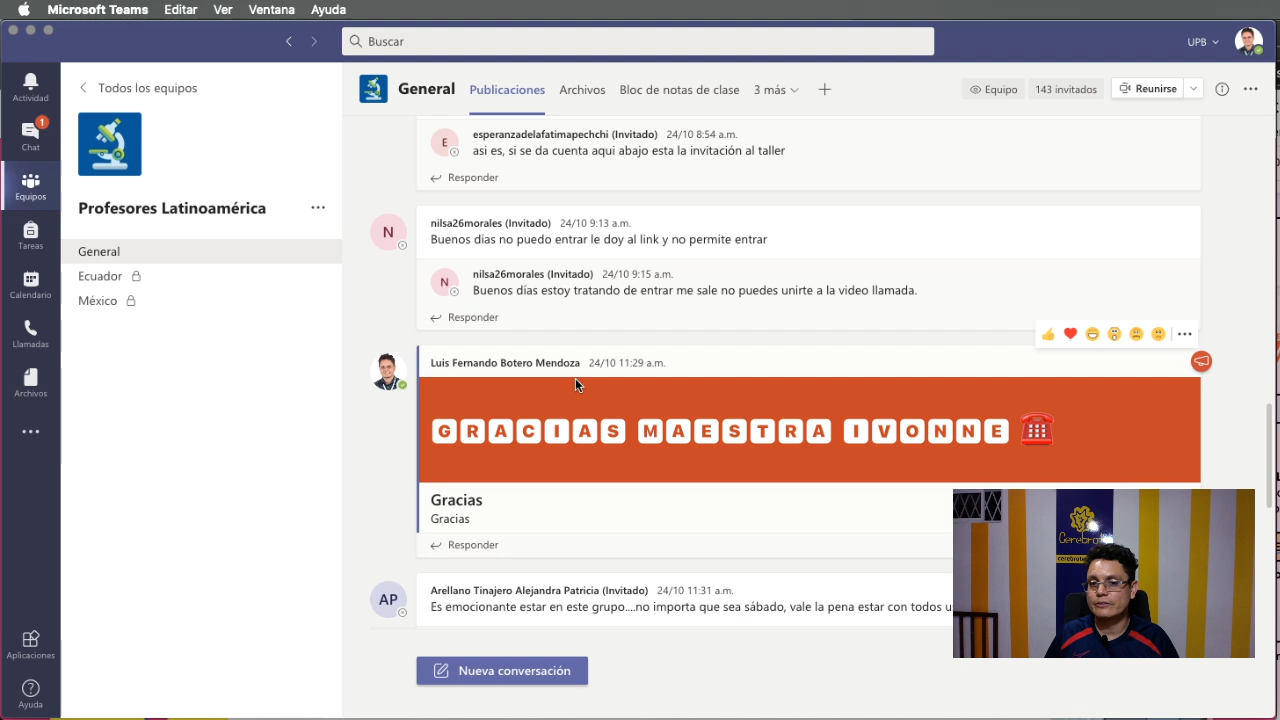 Microsoft Teams Editar Ver Ventana Ayuda
Buscar
UPB
Actividad
Chat
1
Equipos
Tareas
Calendario
Llamadas
Archivos
Aplicaciones
Ayuda
Todos los equipos
Profesores Latinoamérica
General
Ecuador
México
General Publicaciones Archivos Bloc de notas de clase 3 más
Equipo 143 invitados Reunirse
E
esperanzadelafatimapechchi (Invitado) 24/10 8:54 a.m.
asi es, si se da cuenta aqui abajo esta la invitación al taller
Responder
N
nilsa26morales (Invitado) 24/10 9:13 a.m.
Buenos días no puedo entrar le doy al link y no permite entrar
N
nilsa26morales (Invitado) 24/10 9:15 a.m.
Buenos días estoy tratando de entrar me sale no puedes unirte a la video llamada.
Responder
Luis Fernando Botero Mendoza 24/10 11:29 a.m.
GRACIAS MAESTRA IVONNE
Gracias
Gracias
Responder
AP
Arellano Tinajero Alejandra Patricia (Invitado) 24/10 11:31 a.m.
Es emocionante estar en este grupo....no importa que sea sábado, vale la pena estar con todos u
Nueva conversación